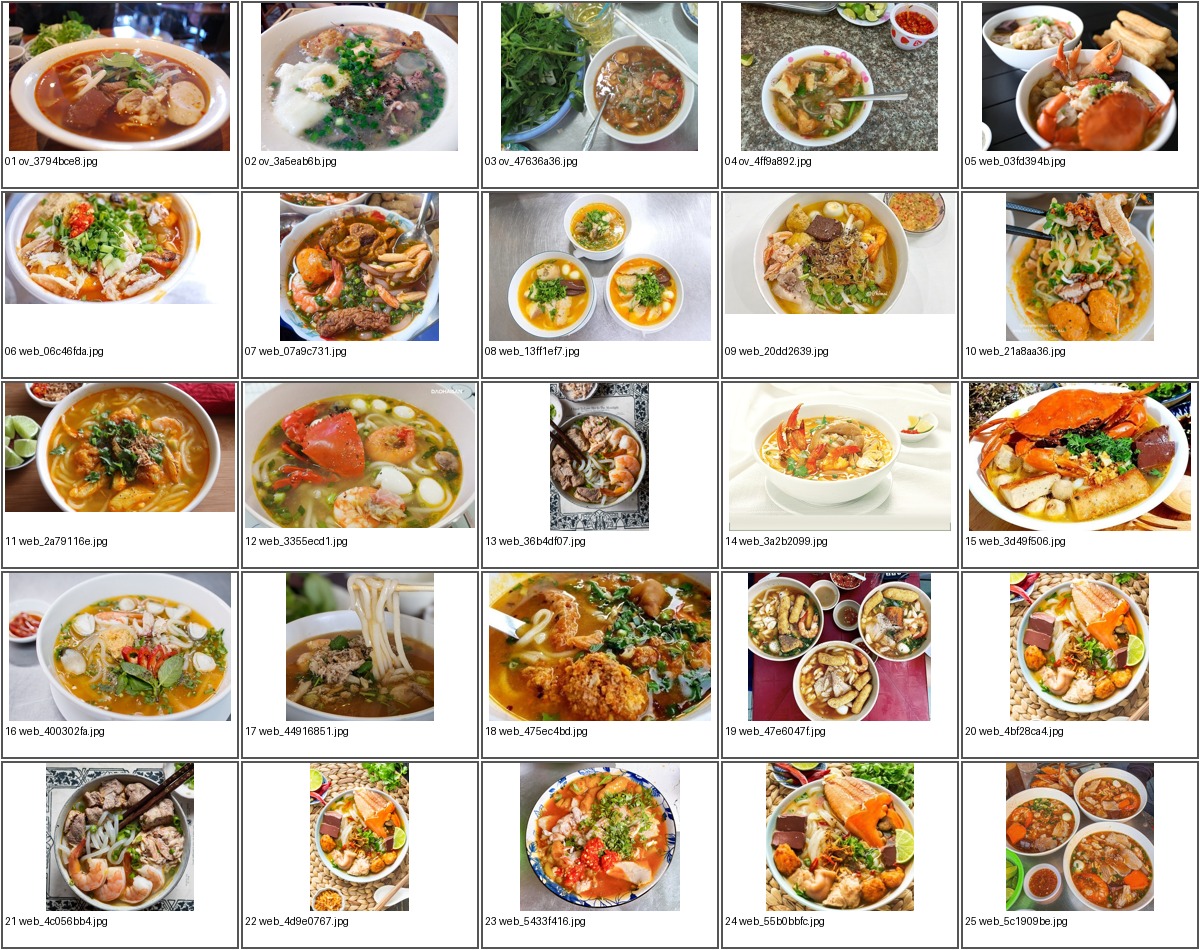 01 ov_3794bce8.jpg
02 ov_3a5eab6b.jpg
03 ov_47636a36.jpg
04 ov_4ff9a892.jpg
05 web_03fd394b.jpg
06 web_06c46fda.jpg
07 web_07a9c731.jpg
08 web_13ff1ef7.jpg
09 web_20dd2639.jpg
10 web_21a8aa36.jpg
11 web_2a79116e.jpg
12 web_3355ecd1.jpg
13 web_36b4df07.jpg
14 web_3a2b2099.jpg
15 web_3d49f506.jpg
16 web_400302fa.jpg
17 web_44916851.jpg
18 web_475ec4bd.jpg
19 web_47e6047f.jpg
20 web_4bf28ca4.jpg
21 web_4c056bb4.jpg
22 web_4d9e0767.jpg
23 web_5433f416.jpg
24 web_55b0bbfc.jpg
25 web_5c1909be.jpg